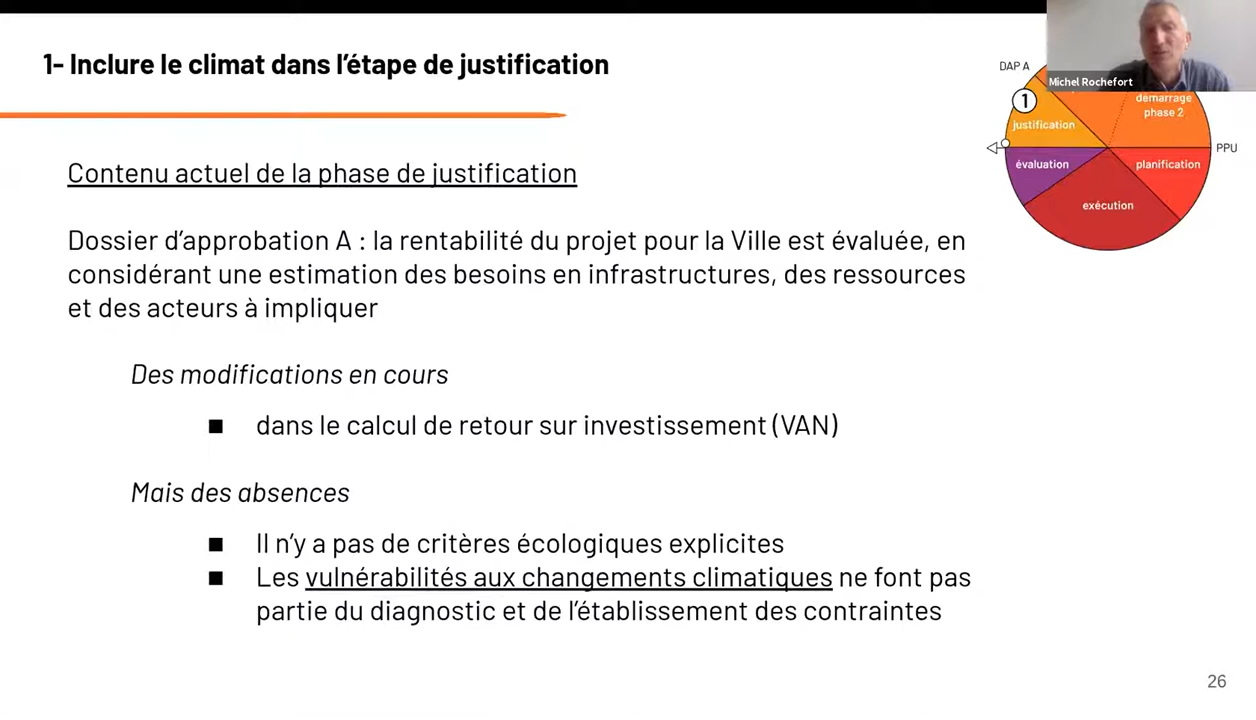 1- Inclure le climat dans l'étape de justification
DAP A
Michel Rochefort
1
justification
démarrage
phase 2
PPU
évaluation
planification
exécution
Contenu actuel de la phase de justification
Dossier d'approbation A : la rentabilité du projet pour la Ville est évaluée, en
considérant une estimation des besoins en infrastructures, des ressources
et des acteurs à impliquer
Des modifications en cours
■ dans le calcul de retour sur investissement (VAN)
Mais des absences
■ Il n'y a pas de critères écologiques explicites
■ Les vulnérabilités aux changements climatiques ne font pas
partie du diagnostic et de l'établissement des contraintes
26